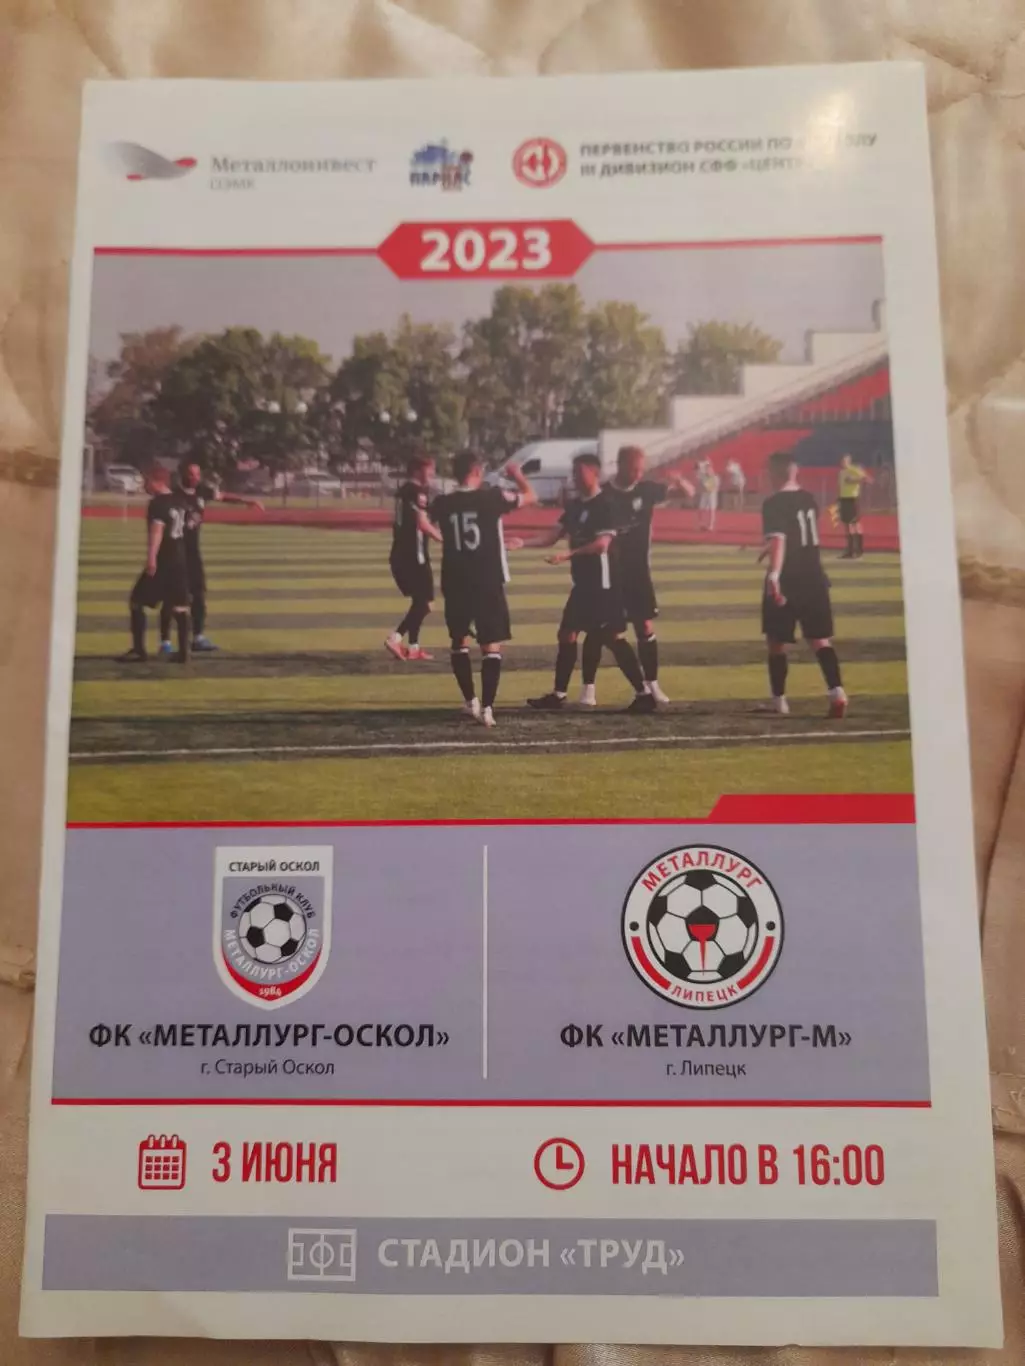 Металлоинвест
ОЭМК
ПАРНАС
ПЕРВЕНСТВО РОССИИ ПО
III ДИВИЗИОН СФФ
2023
15
11
СТАРЫЙ ОСКОЛ
ФУТБОЛЬНЫЙ КЛУБ
МЕТАЛЛУРГ-ОСКОЛ
1984
МЕТАЛЛУРГ
ЛИПЕЦК
ФК «МЕТАЛЛУРГ-ОСКОЛ»
г. Старый Оскол
ФК «МЕТАЛЛУРГ-М»
г. Липецк
3 ИЮНЯ
НАЧАЛО В 16:00
СТАДИОН «ТРУД»